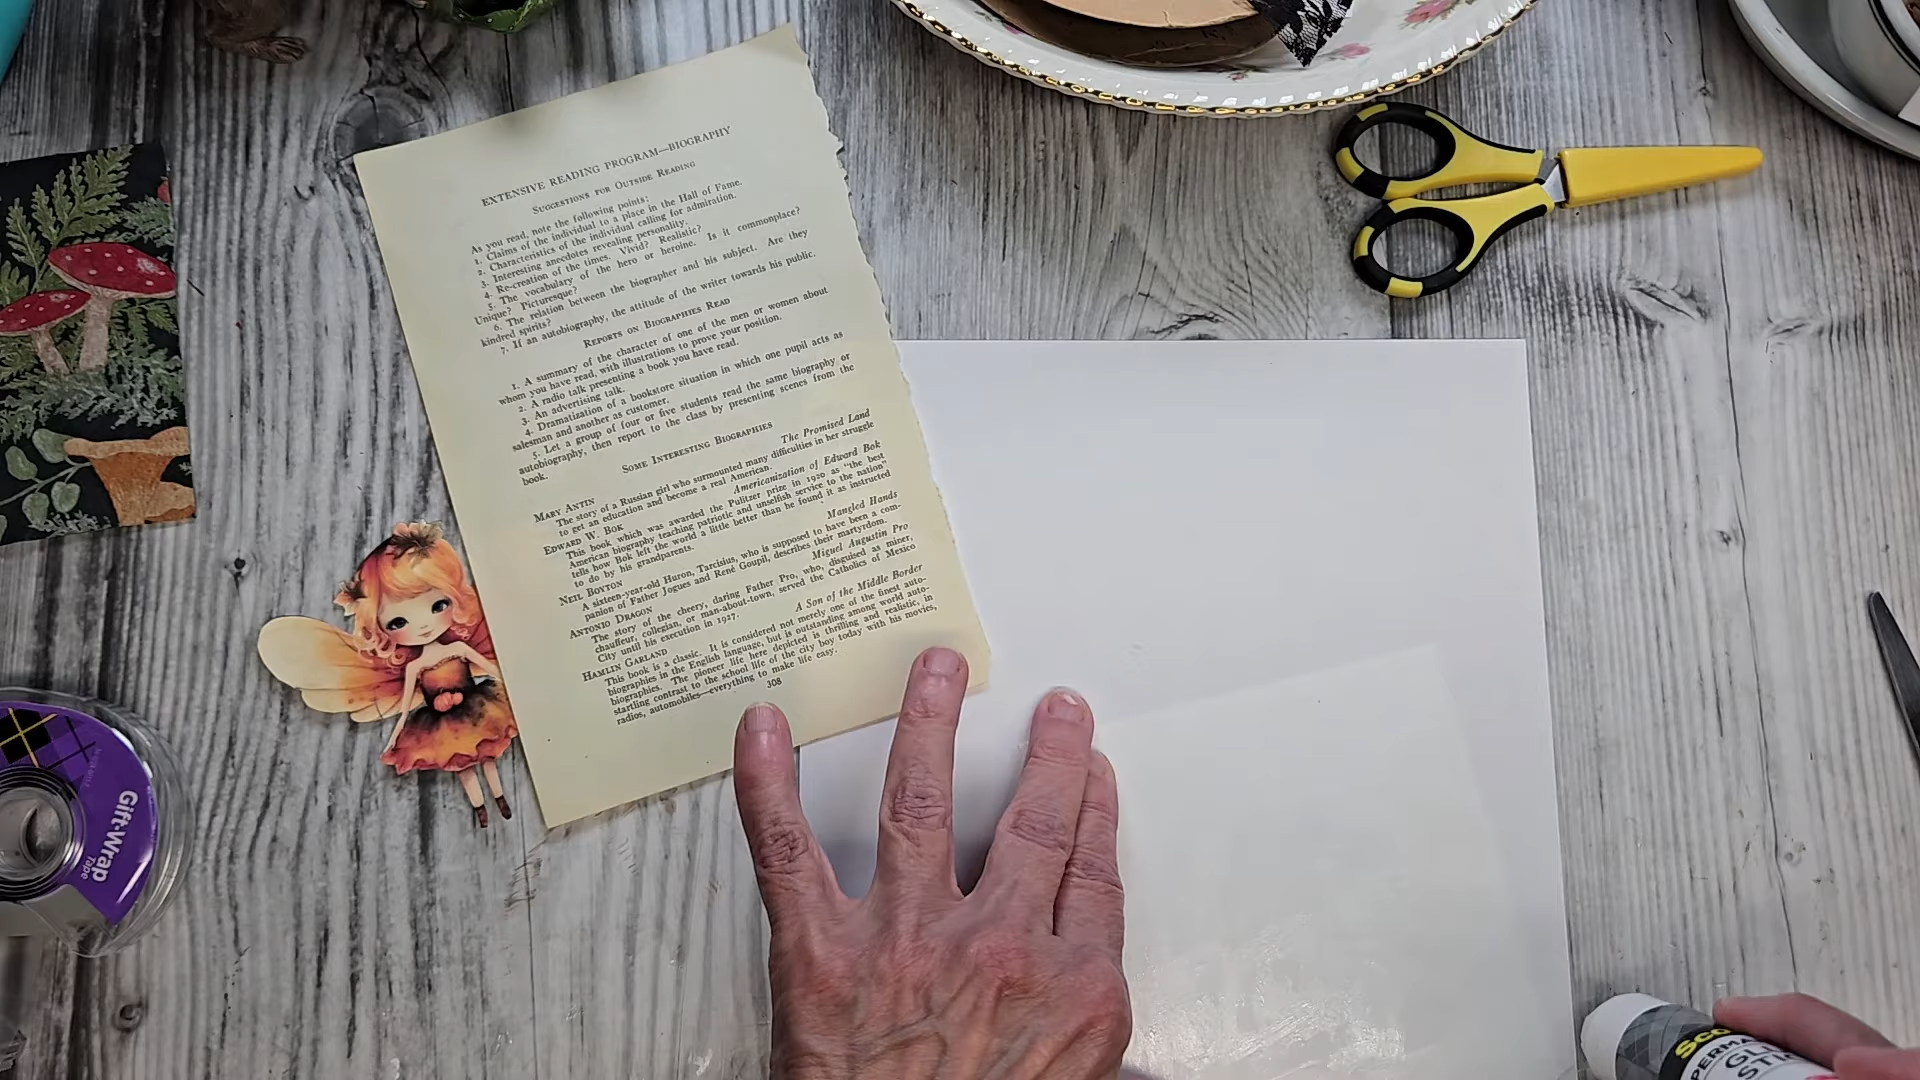 EXTENSIVE READING PROGRAM—BIOGRAPHY
SUGGESTIONS FOR OUTSIDE READING
As you read, note the following points:
1. Claims of the individual to a place in the Hall of Fame.
2. Characteristics of the individual calling for admiration.
3. Interesting anecdotes revealing personality.
4. Re-creation of the times. Vivid? Realistic?
5. The vocabulary of the hero or heroine. Is it commonplace?
Unique? Picturesque?
6. The relation between the biographer and his subject. Are they
kindred spirits?
7. If an autobiography, the attitude of the writer towards his public.
REPORTS ON BIOGRAPHIES READ
1. A summary of the character of one of the men or women about
whom you have read, with illustrations to prove your position.
2. A radio talk presenting a book you have read.
3. An advertising talk.
4. Dramatization of a bookstore situation in which one pupil acts as
salesman and another as customer.
5. Let a group of four or five students read the same biography or
autobiography, then report to the class by presenting scenes from the
book.
SOME INTERESTING BIOGRAPHIES
MARY ANTIN The Promised Land
The story of a Russian girl who surmounted many difficulties in her struggle
to get an education and become a real American.
EDWARD W. BOK Americanization of Edward Bok
This book which was awarded the Pulitzer prize in 1920 as "the best
American biography teaching patriotic and unselfish service to the nation"
tells how Bok left the world a little better than he found it as instructed
to do by his grandparents.
NEIL BOYTON Mangled Hands
A sixteen-year-old Huron, Tarcisius, who is supposed to have been a com-
panion of Father Jogues and René Goupil, describes their martyrdom.
ANTONIO DRAGON Miguel Augustin Pro
The story of the cheery, daring Father Pro, who, disguised as miner,
chauffeur, collegian, or man-about-town, served the Catholics of Mexico
City until his execution in 1927.
HAMLIN GARLAND A Son of the Middle Border
This book is a classic. It is considered not merely one of the finest auto-
biographies in the English language, but is outstanding among world auto-
biographies. The pioneer life here depicted is thrilling and realistic, in
startling contrast to the school life of the city boy today with his movies,
radios, automobiles—everything to make life easy.
308
Gift-Wrap
Tape